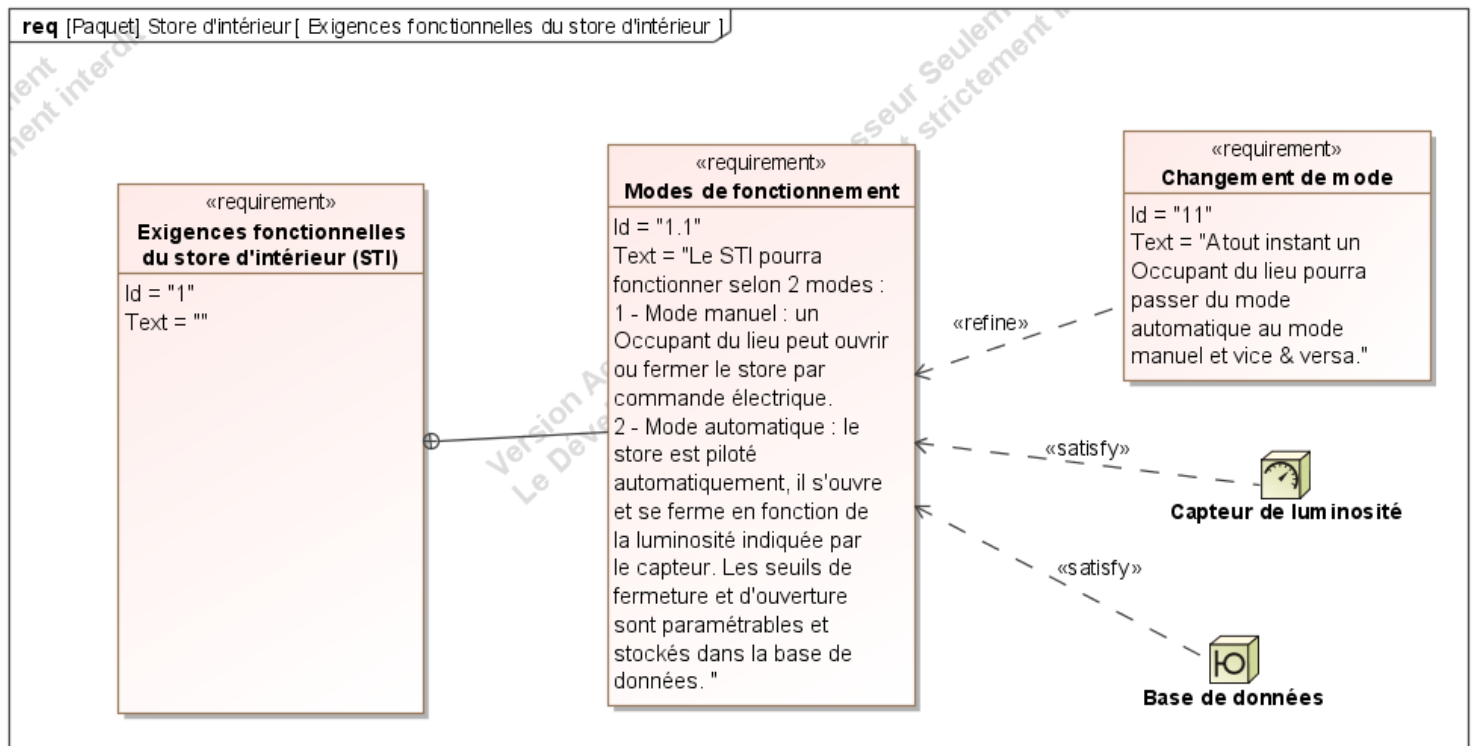 req [Paquet] Store d'intérieur[ Exigences fonctionnelles du store d'intérieur ]
«requirement»
Exigences fonctionnelles
du store d'intérieur (STI)
Id = "1"
Text = ""
«requirement»
Modes de fonctionnement
Id = "1.1"
Text = "Le STI pourra
fonctionner selon 2 modes :
1 - Mode manuel : un
Occupant du lieu peut ouvrir
ou fermer le store par
commande électrique.
2 - Mode automatique : le
store est piloté
automatiquement, il s'ouvre
et se ferme en fonction de
la luminosité indiquée par
le capteur. Les seuils de
fermeture et d'ouverture
sont paramétrables et
stockés dans la base de
données. "
«requirement»
Changement de mode
Id = "11"
Text = "Atout instant un
Occupant du lieu pourra
passer du mode
automatique au mode
manuel et vice & versa."
«refine»
«satisfy»
Capteur de luminosité
«satisfy»
Base de données
ment interdit
strictement
Version
Le